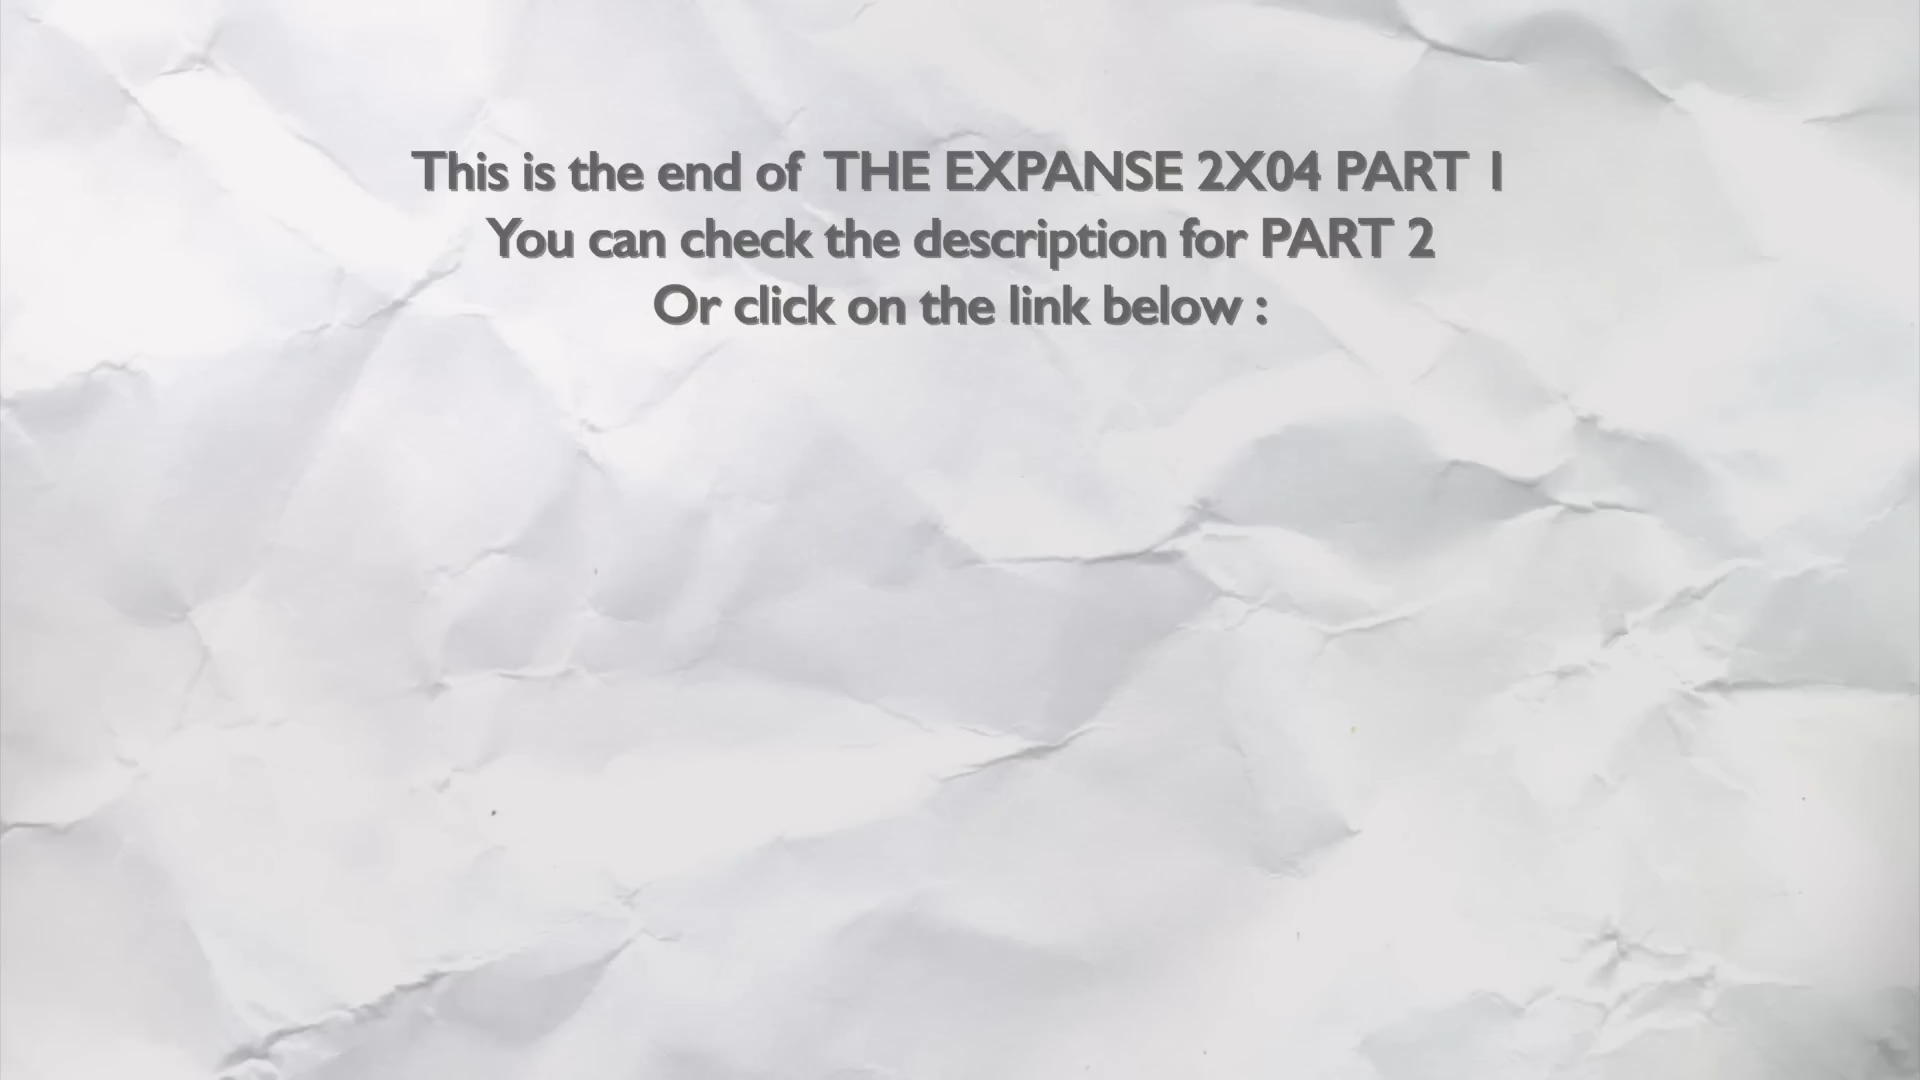 This is the end of THE EXPANSE 2X04 PART 1
You can check the description for PART 2
Or click on the link below :